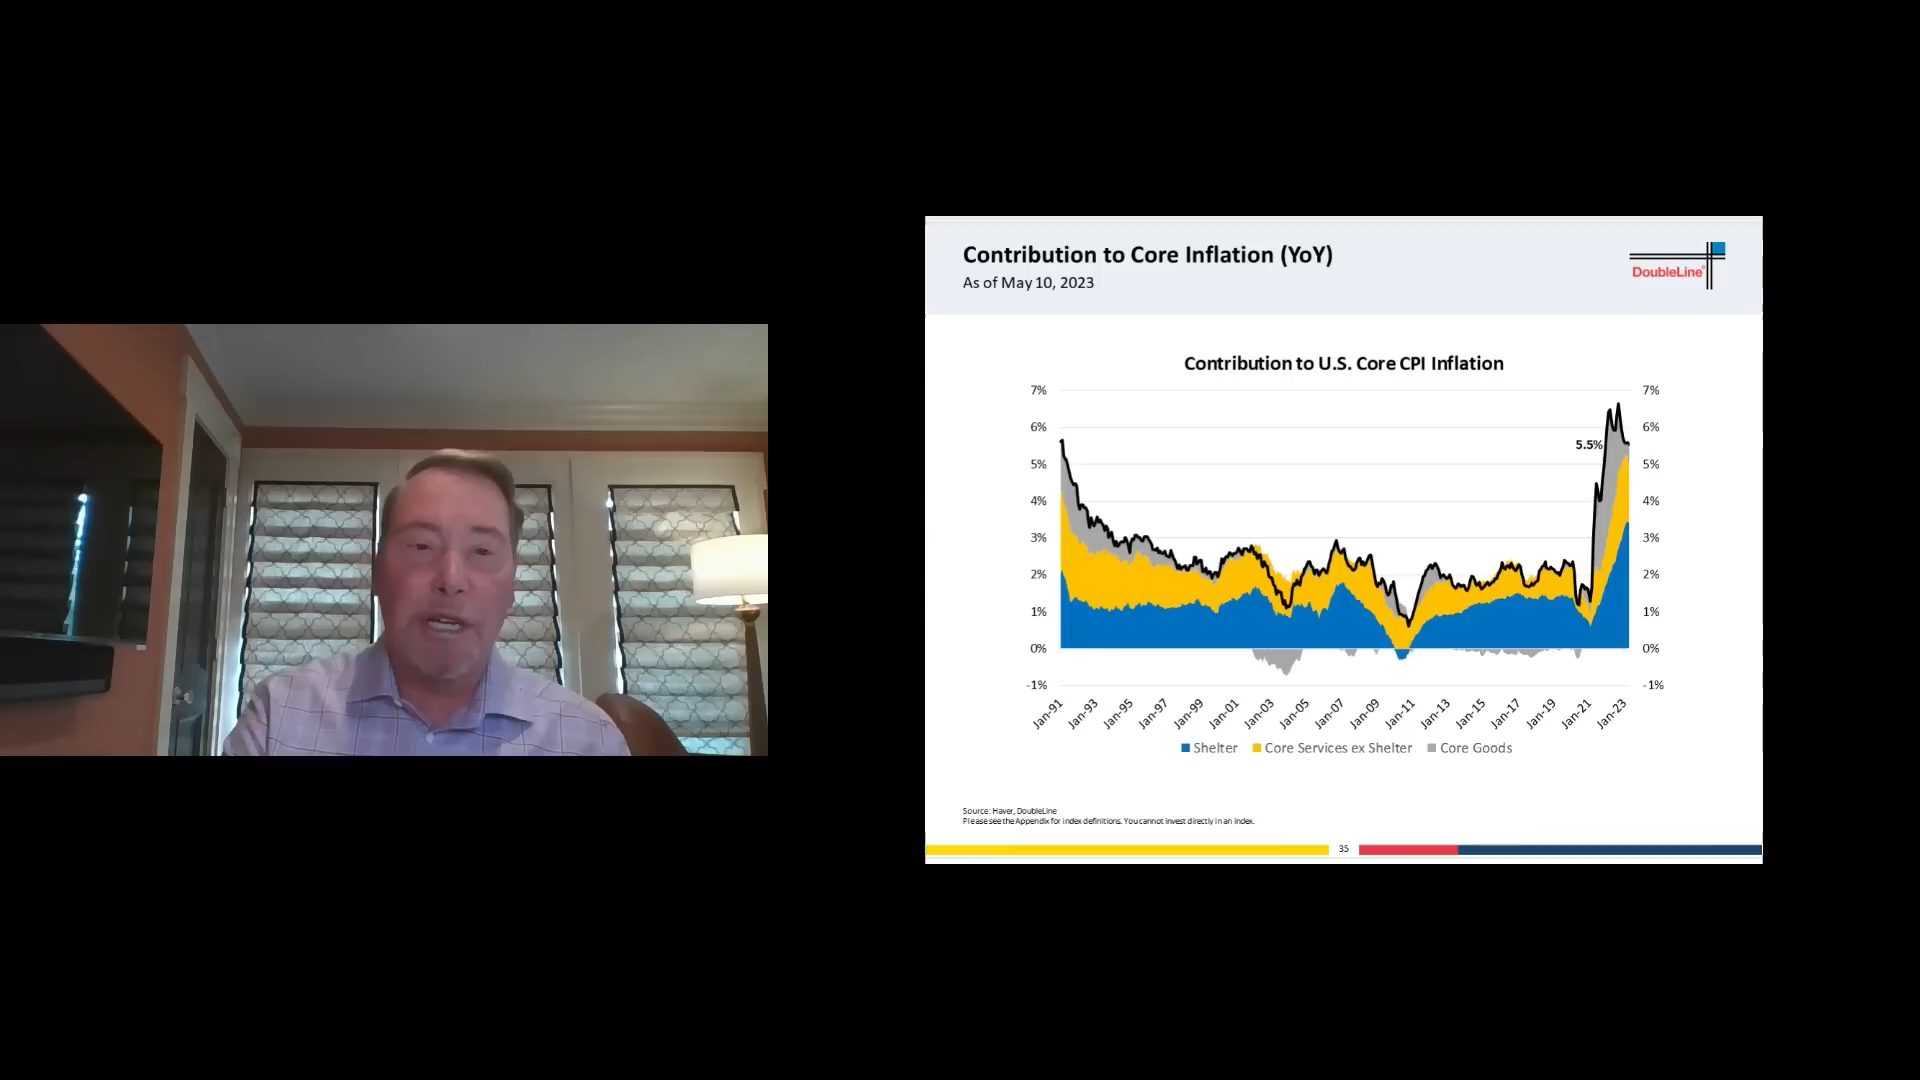 Contribution to Core Inflation (YoY)
As of May 10, 2023
DoubleLine®
Contribution to U.S. Core CPI Inflation
7%
6%
5%
4%
3%
2%
1%
0%
-1%
7%
6%
5%
4%
3%
2%
1%
0%
-1%
5.5%
Jan-91
Jan-93
Jan-95
Jan-97
Jan-99
Jan-01
Jan-03
Jan-05
Jan-07
Jan-09
Jan-11
Jan-13
Jan-15
Jan-17
Jan-19
Jan-21
Jan-23
Shelter Core Services ex Shelter Core Goods
Source: Haver, DoubleLine
Please see the Appendix for index definitions. You cannot invest directly in an index.
35